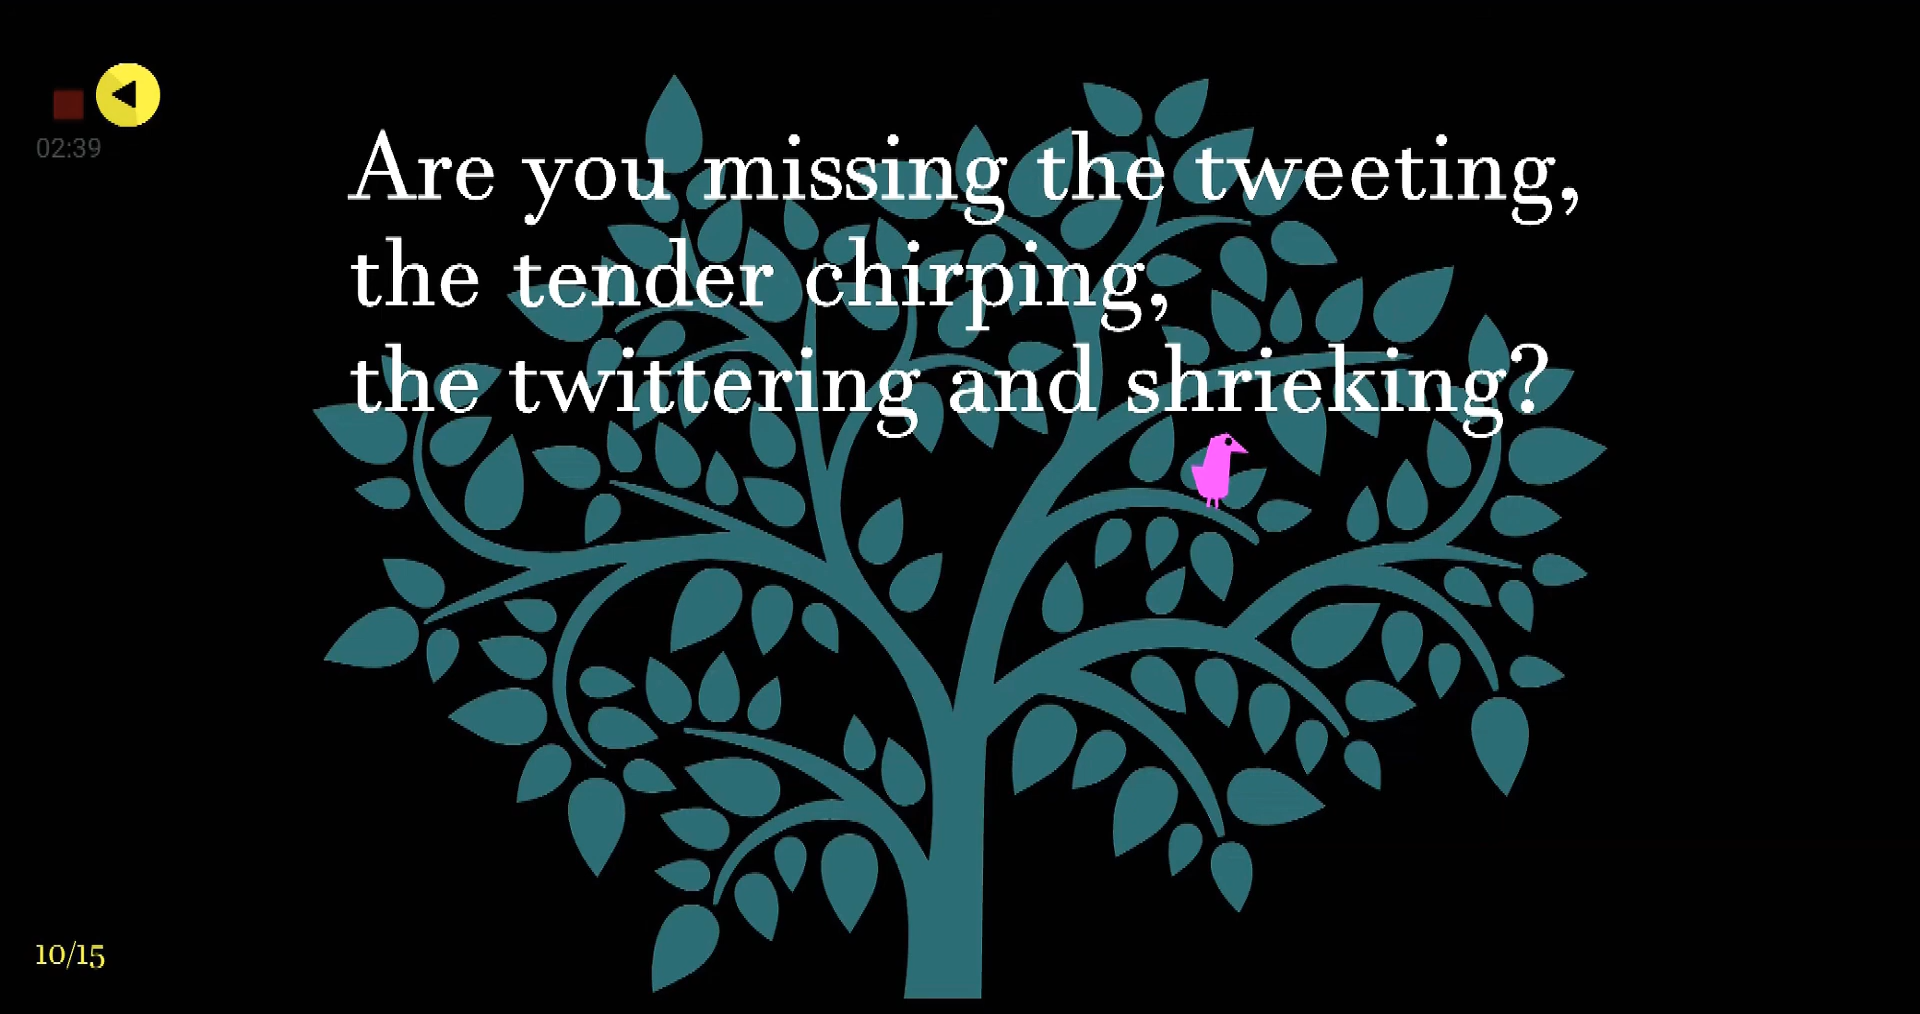 02:39
Are you missing the tweeting,
the tender chirping,
the twittering and shrieking?
10/15